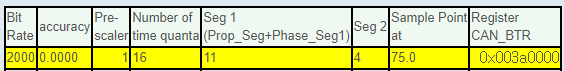 Bit Rate accuracy Pre-scaler Number of time quanta Seg 1 (Prop_Seg+Phase_Seg1) Seg 2 Sample Point at Register CAN_BTR
2000 0.0000 1 16 11 4 75.0 0x003a0000